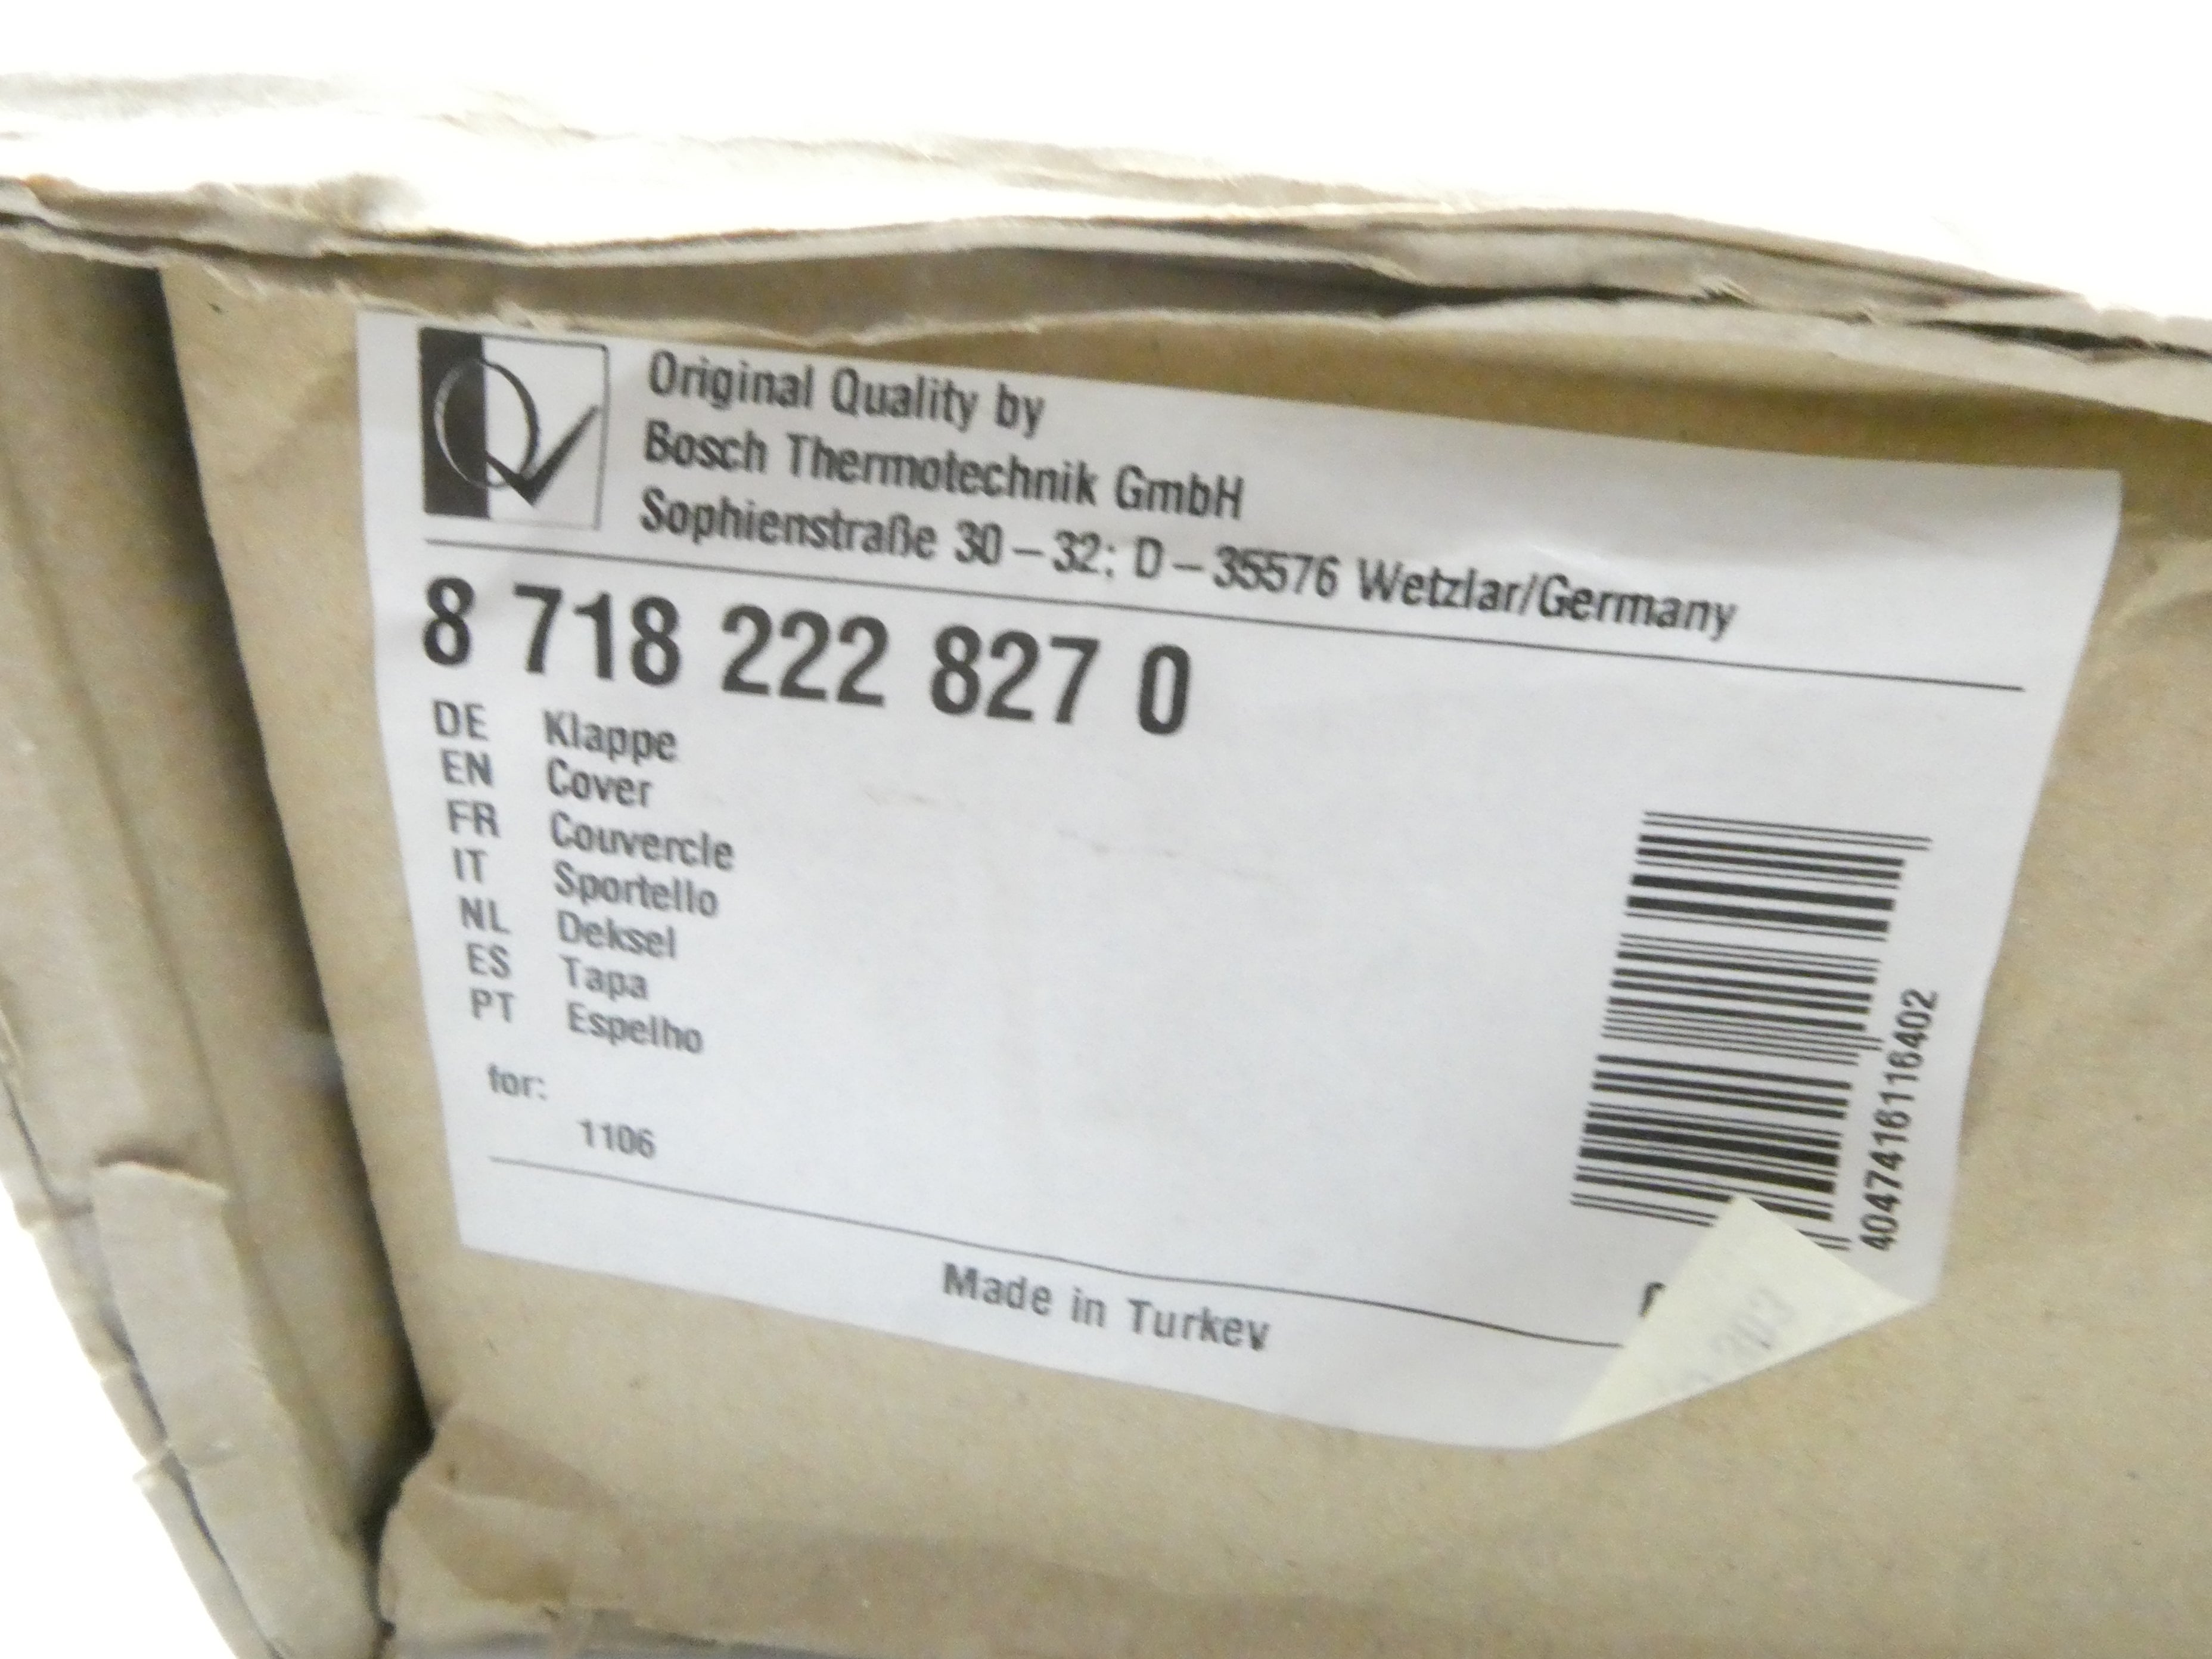 Original Quality by
Bosch Thermotechnik GmbH
Sophienstraße 30 – 32; D – 35576 Wetzlar/Germany
8 718 222 827 0
DE Klappe
EN Cover
FR Couvercle
IT Sportello
NL Deksel
ES Tapa
PT Espelho
for:
1106
4047416116402
Made in Turkey